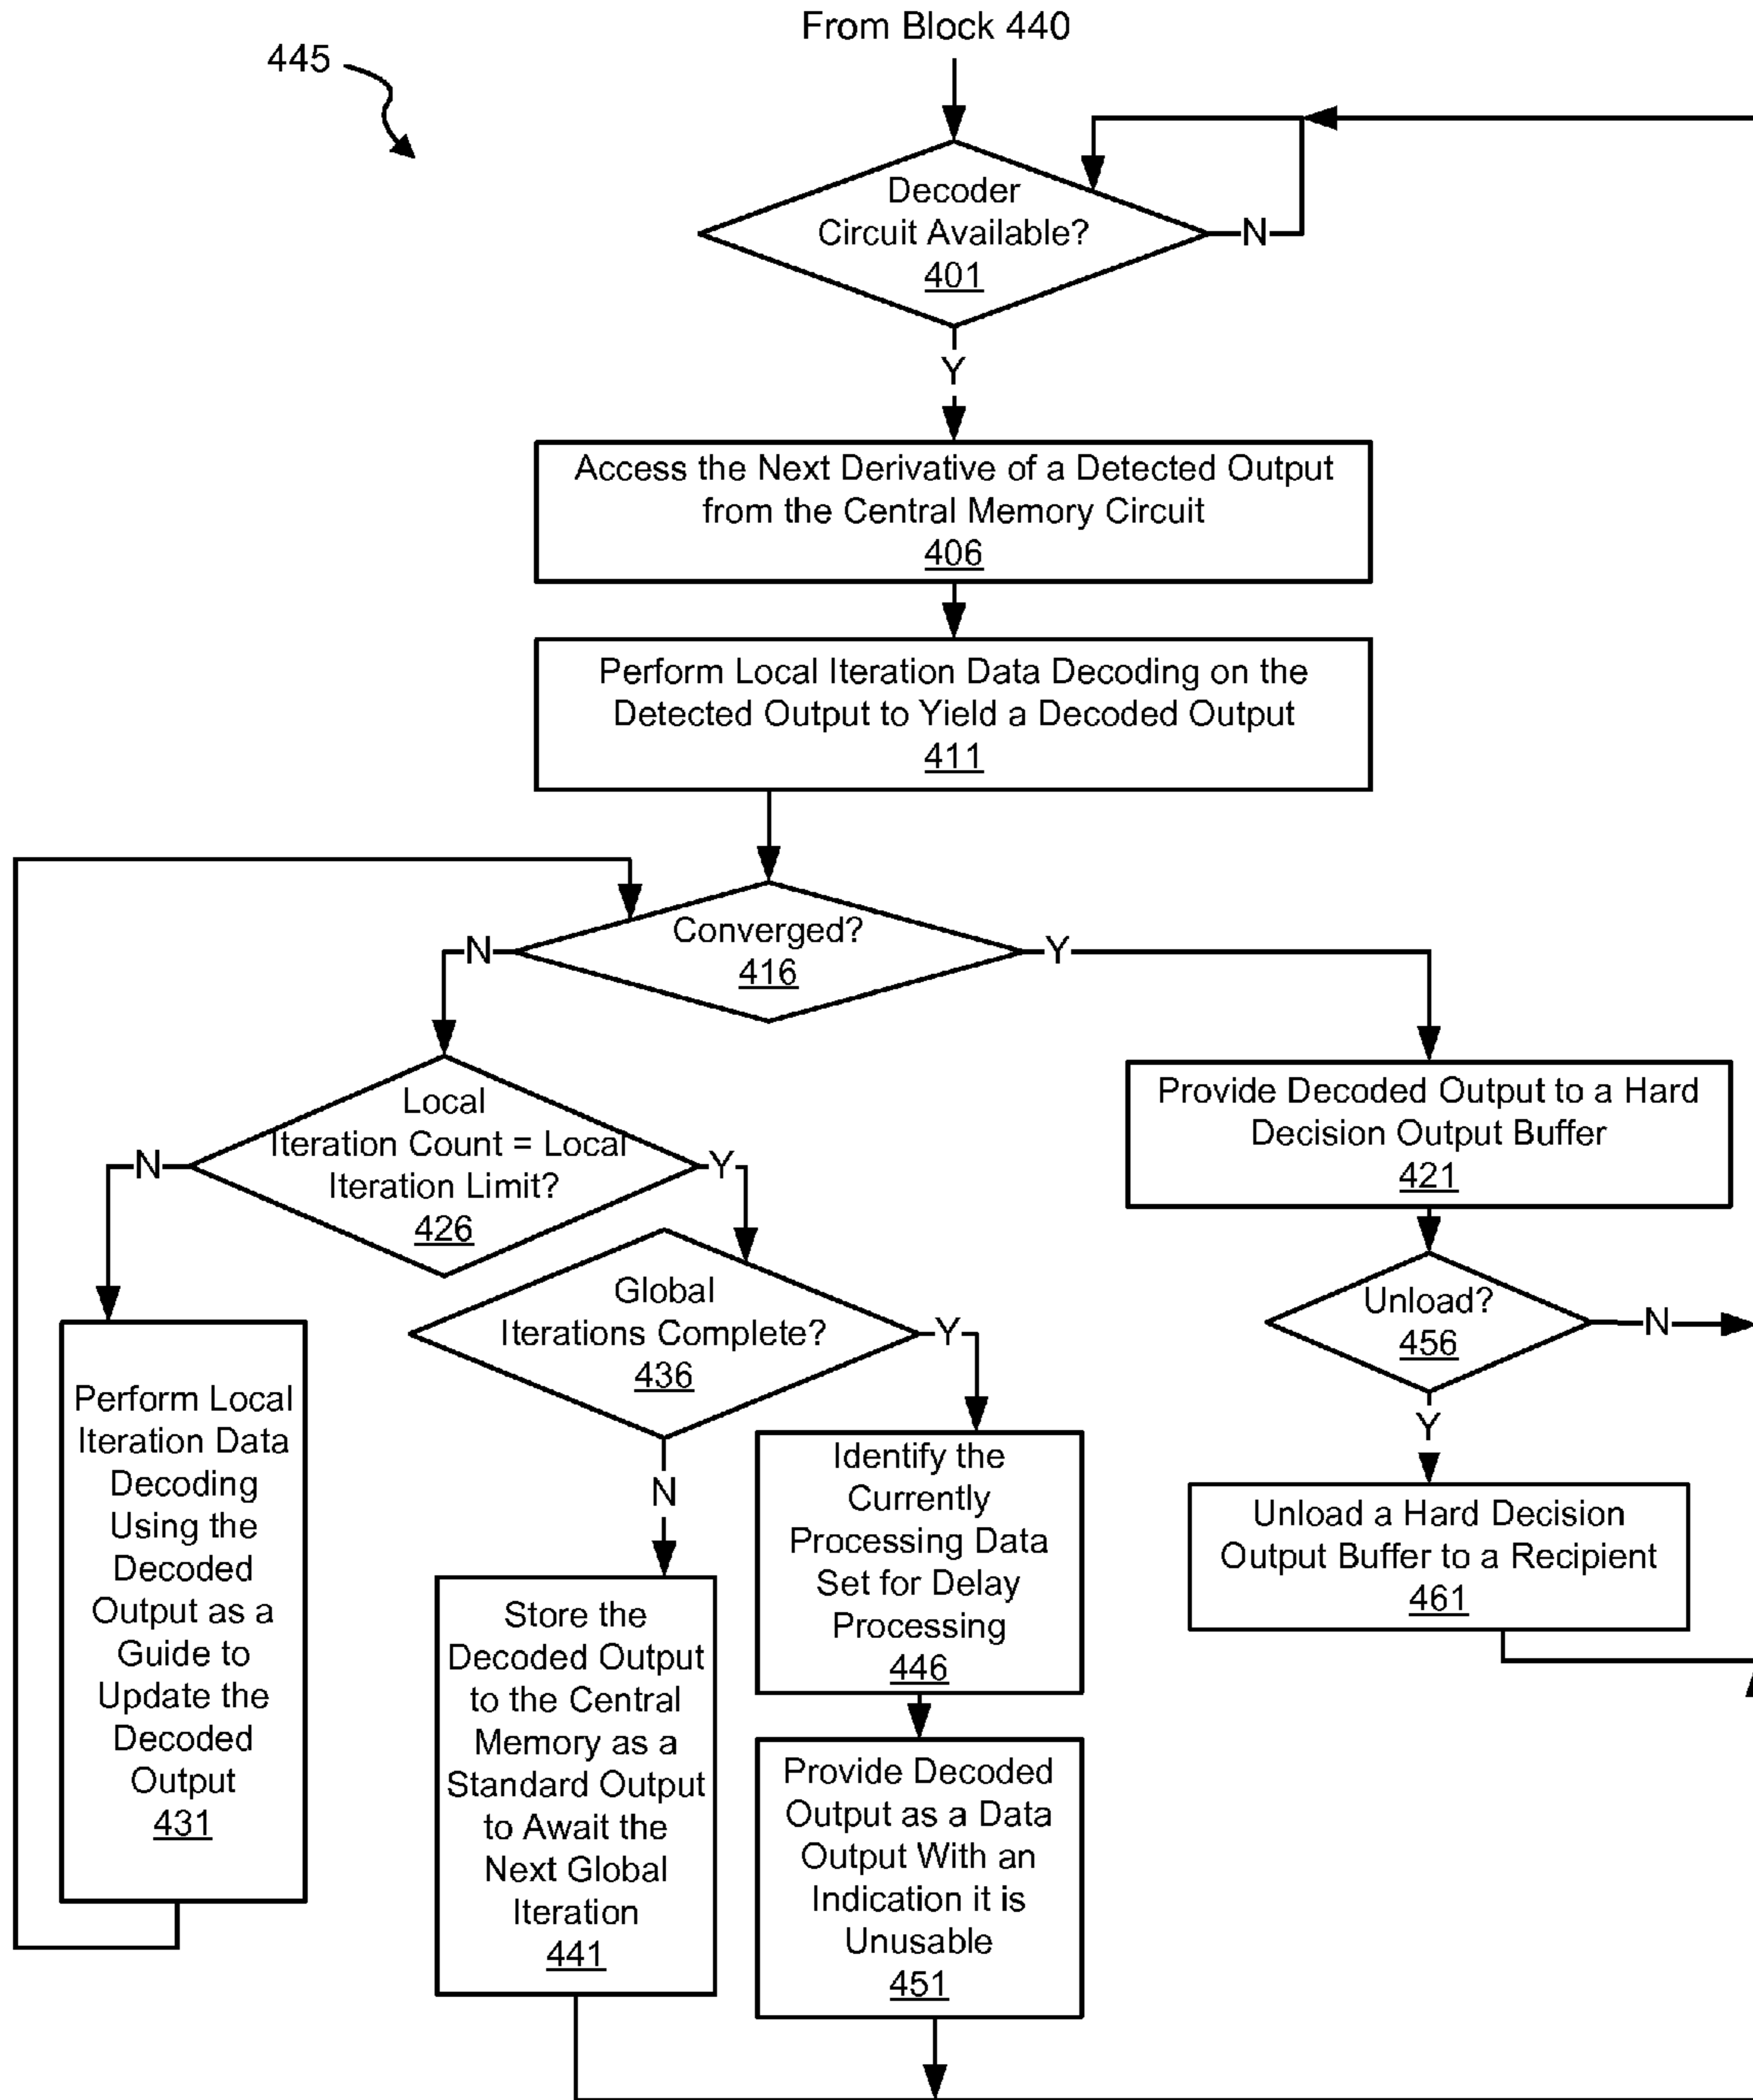 From Block 440
445
Decoder
Circuit Available?
401
N
Y
Access the Next Derivative of a Detected Output
from the Central Memory Circuit
406
Perform Local Iteration Data Decoding on the
Detected Output to Yield a Decoded Output
411
Converged?
416
N
Y
Local
Iteration Count = Local
Iteration Limit?
426
N
Y
Provide Decoded Output to a Hard
Decision Output Buffer
421
Global
Iterations Complete?
436
Y
N
Unload?
456
N
Y
Perform Local
Iteration Data
Decoding
Using the
Decoded
Output as a
Guide to
Update the
Decoded
Output
431
Identify the
Currently
Processing Data
Set for Delay
Processing
446
Unload a Hard Decision
Output Buffer to a Recipient
461
Store the
Decoded Output
to the Central
Memory as a
Standard Output
to Await the
Next Global
Iteration
441
Provide Decoded
Output as a Data
Output With an
Indication it is
Unusable
451